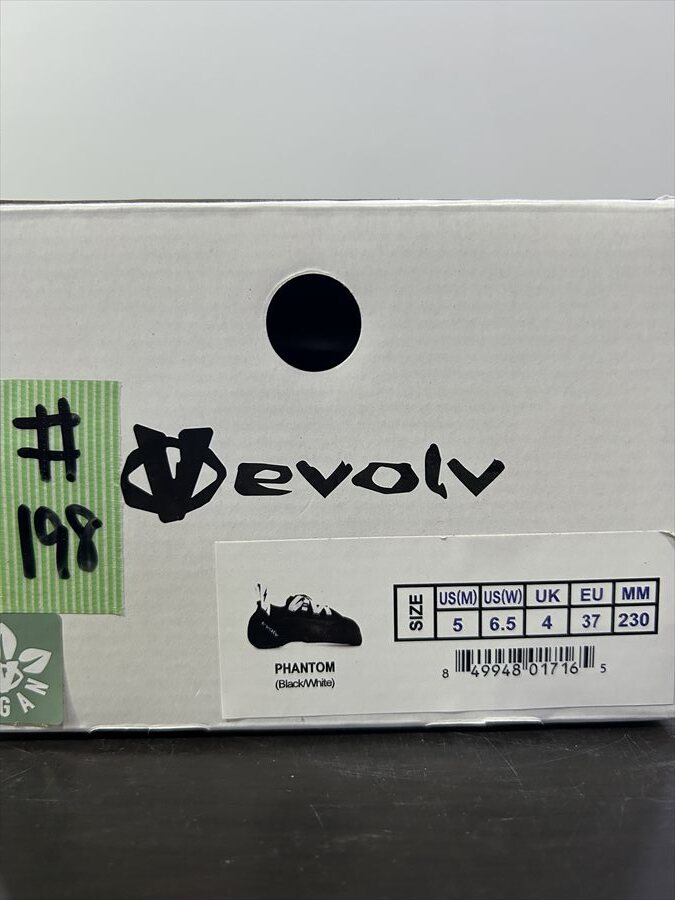 #
198
evolv
SIZE US(M) US(W) UK EU MM
5 6.5 4 37 230
evolv
PHANTOM
(Black/White)
8 49948 01716 5
GAN